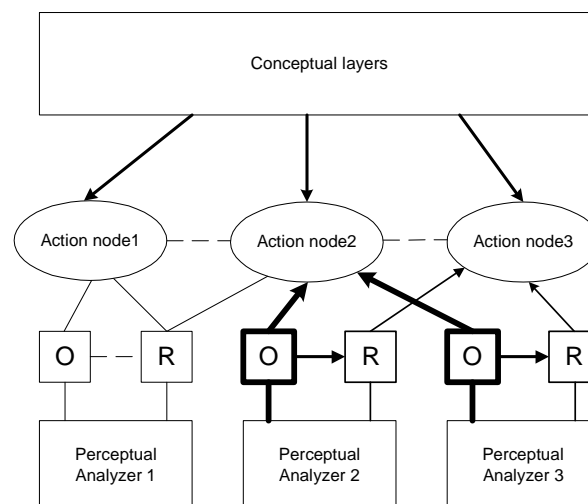 Conceptual layers
Action node1
Action node2
Action node3
O
R
O
R
O
R
Perceptual
Analyzer 1
Perceptual
Analyzer 2
Perceptual
Analyzer 3